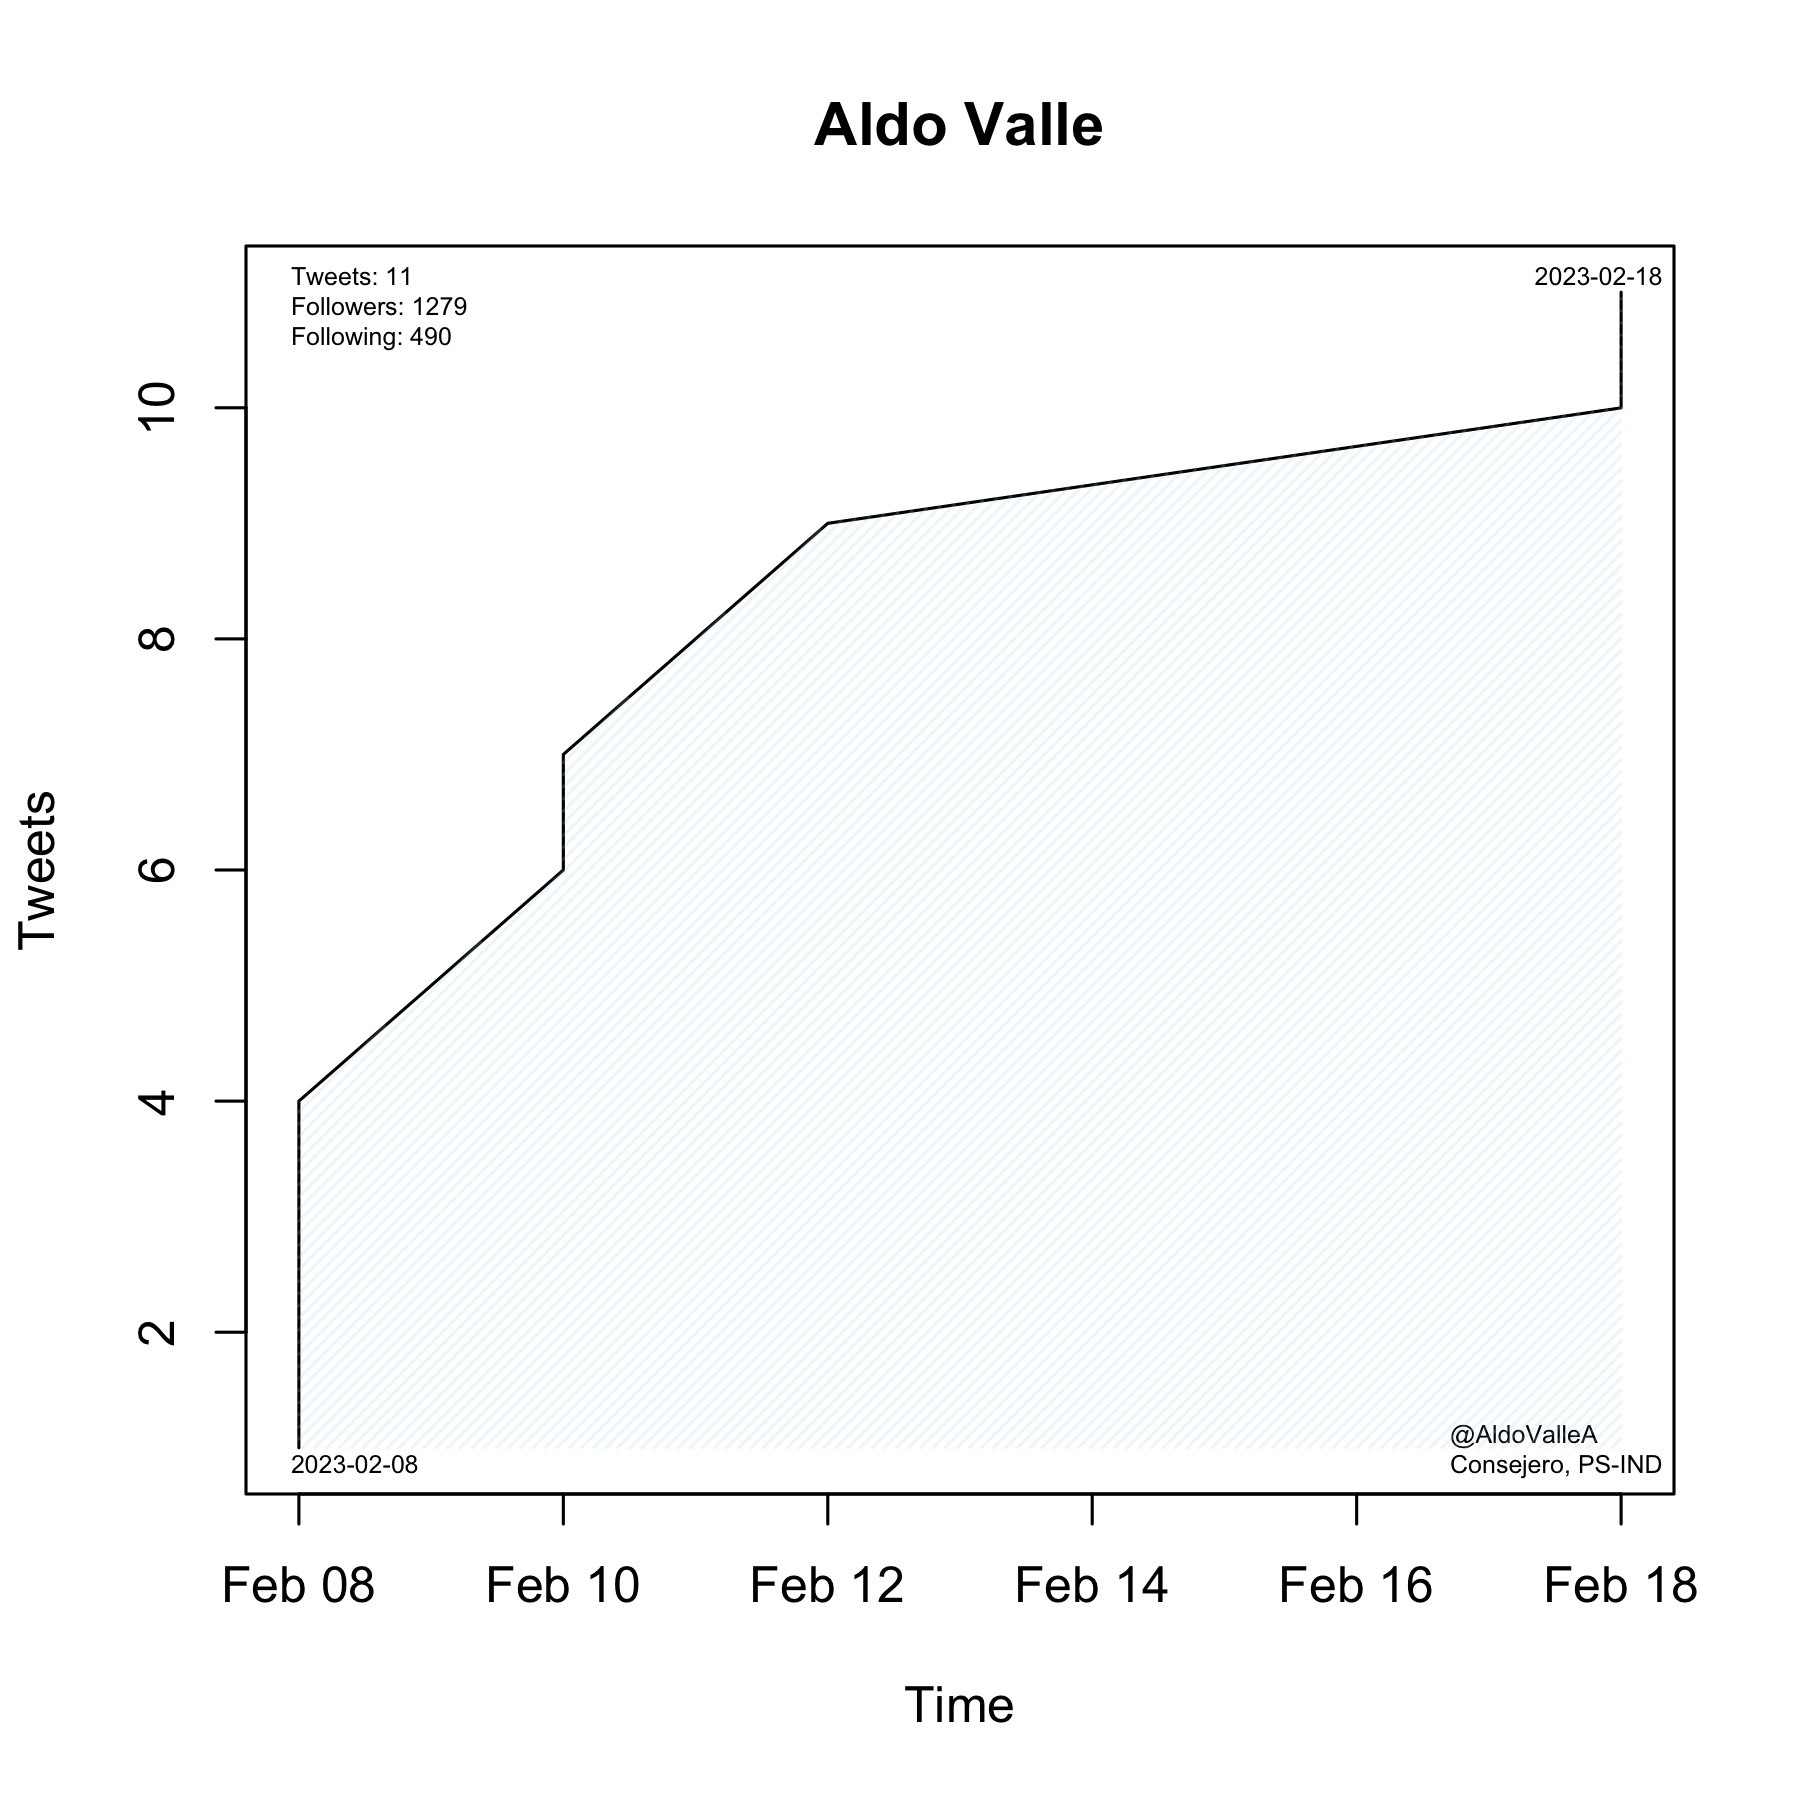 Aldo Valle
Tweets: 11
Followers: 1279
Following: 490
2023-02-18
10
8
6
4
2
Tweets
@AldoValleA
Consejero, PS-IND
2023-02-08
Feb 08 Feb 10 Feb 12 Feb 14 Feb 16 Feb 18
Time